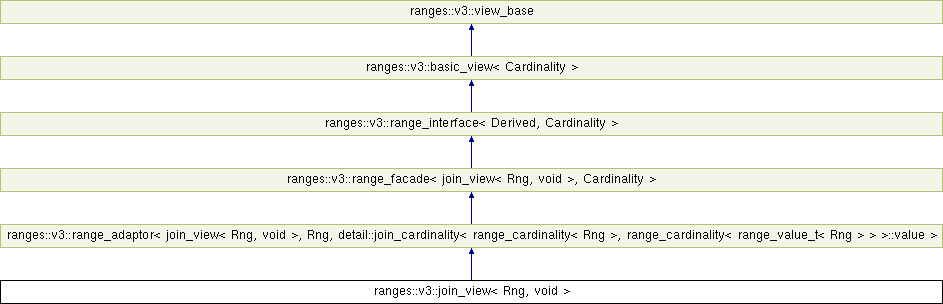 ranges::v3::view_base
ranges::v3::basic_view< Cardinality >
ranges::v3::range_interface< Derived, Cardinality >
ranges::v3::range_facade< join_view< Rng, void >, Cardinality >
ranges::v3::range_adaptor< join_view< Rng, void >, Rng, detail::join_cardinality< range_cardinality< Rng >, range_cardinality< range_value_t< Rng > > >::value >
ranges::v3::join_view< Rng, void >